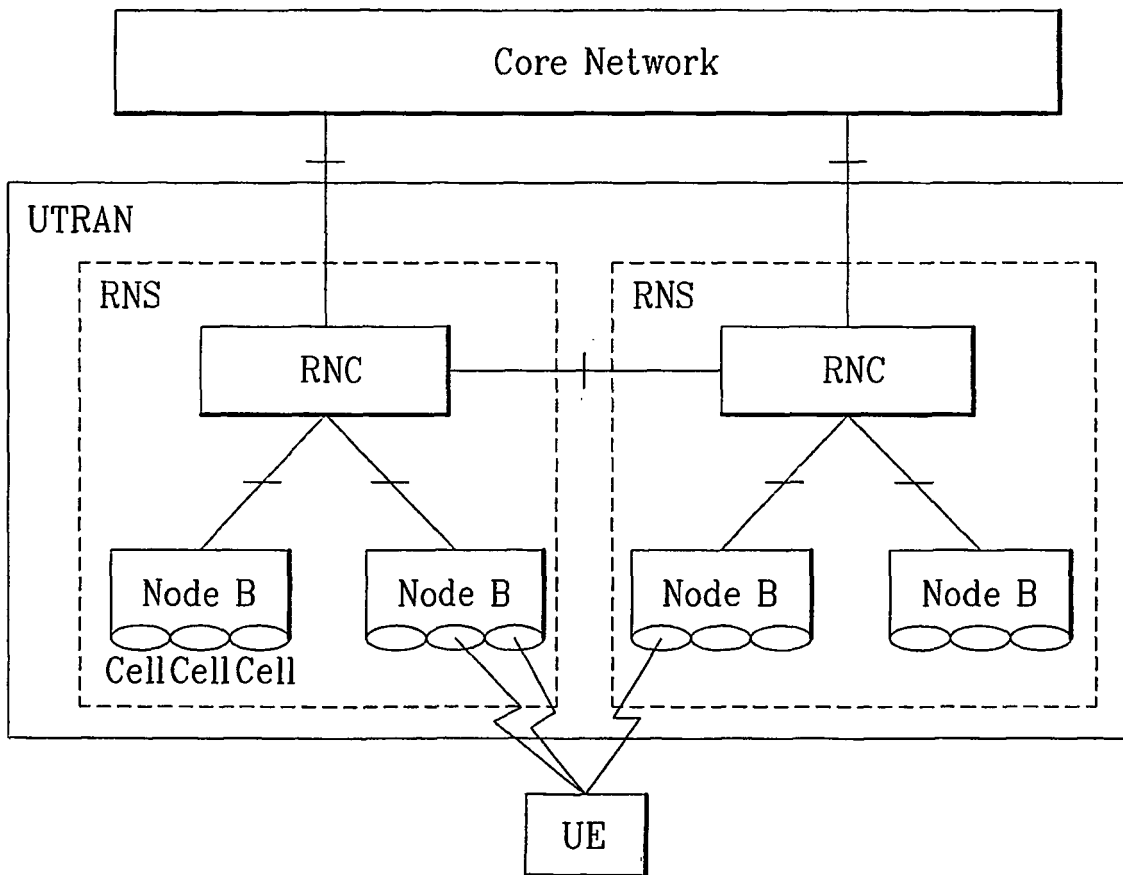 Core Network
UTRAN
RNS
RNS
RNC
RNC
Node B
Node B
Node B
Node B
Cell Cell Cell
UE